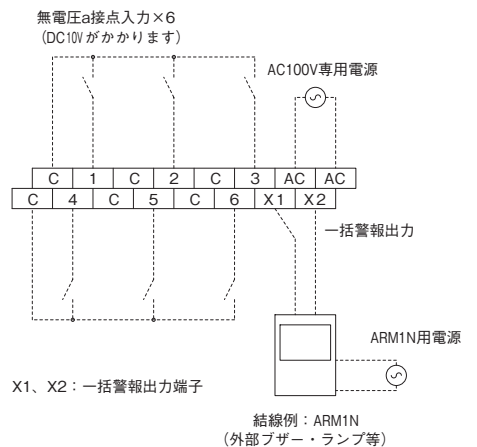 無電圧a接点入力×6
（DC10Vがかかります）
AC100V専用電源
C 1 C 2 C 3 AC AC
C 4 C 5 C 6 X1 X2
一括警報出力
ARM1N用電源
X1、X2：一括警報出力端子
結線例：ARM1N
（外部ブザー・ランプ等）